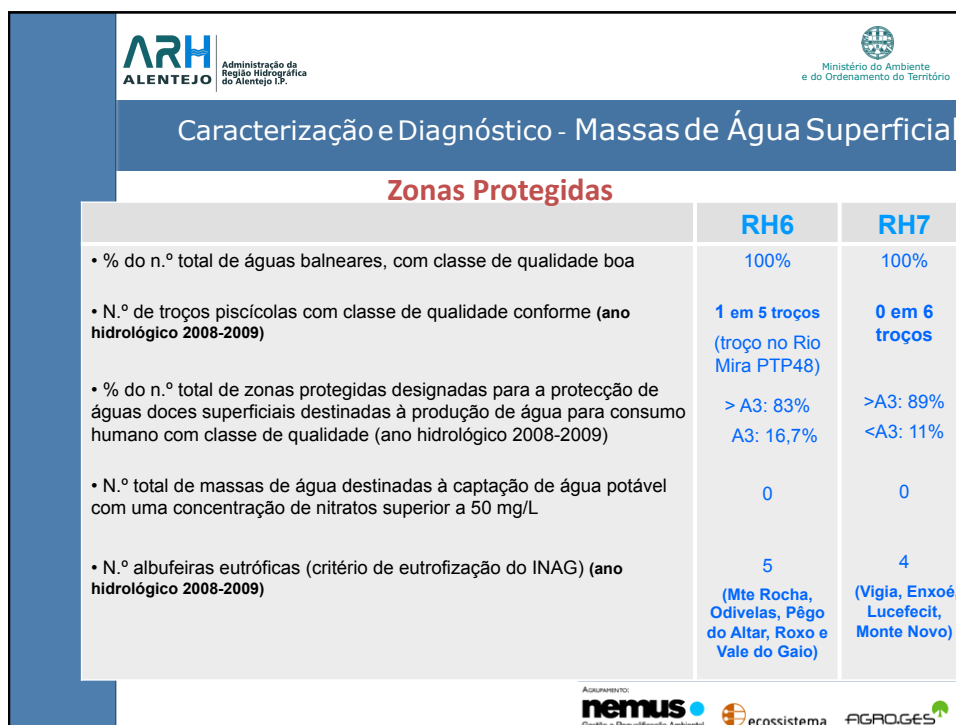 ARH
ALENTEJO
Administração da
Região Hidrográfica
do Alentejo I.P.
Ministério do Ambiente
e do Ordenamento do Território
Caracterização e Diagnóstico - Massas de Água Superficial
Zonas Protegidas
RH6 RH7
• % do n.º total de águas balneares, com classe de qualidade boa 100% 100%
• N.º de troços piscícolas com classe de qualidade conforme (ano
hidrológico 2008-2009)
1 em 5 troços
(troço no Rio
Mira PTP48)
0 em 6
troços
• % do n.º total de zonas protegidas designadas para a protecção de
águas doces superficiais destinadas à produção de água para consumo
humano com classe de qualidade (ano hidrológico 2008-2009)
> A3: 83%
A3: 16,7%
>A3: 89%
<A3: 11%
• N.º total de massas de água destinadas à captação de água potável
com uma concentração de nitratos superior a 50 mg/L
0 0
• N.º albufeiras eutróficas (critério de eutrofização do INAG) (ano
hidrológico 2008-2009)
5
(Mte Rocha,
Odivelas, Pêgo
do Altar, Roxo e
Vale do Gaio)
4
(Vigia, Enxoé,
Lucefecit,
Monte Novo)
AGRUPAMENTO:
nemus
Gestão e Requalificação Ambiental
ecossistema
AGRO.GES